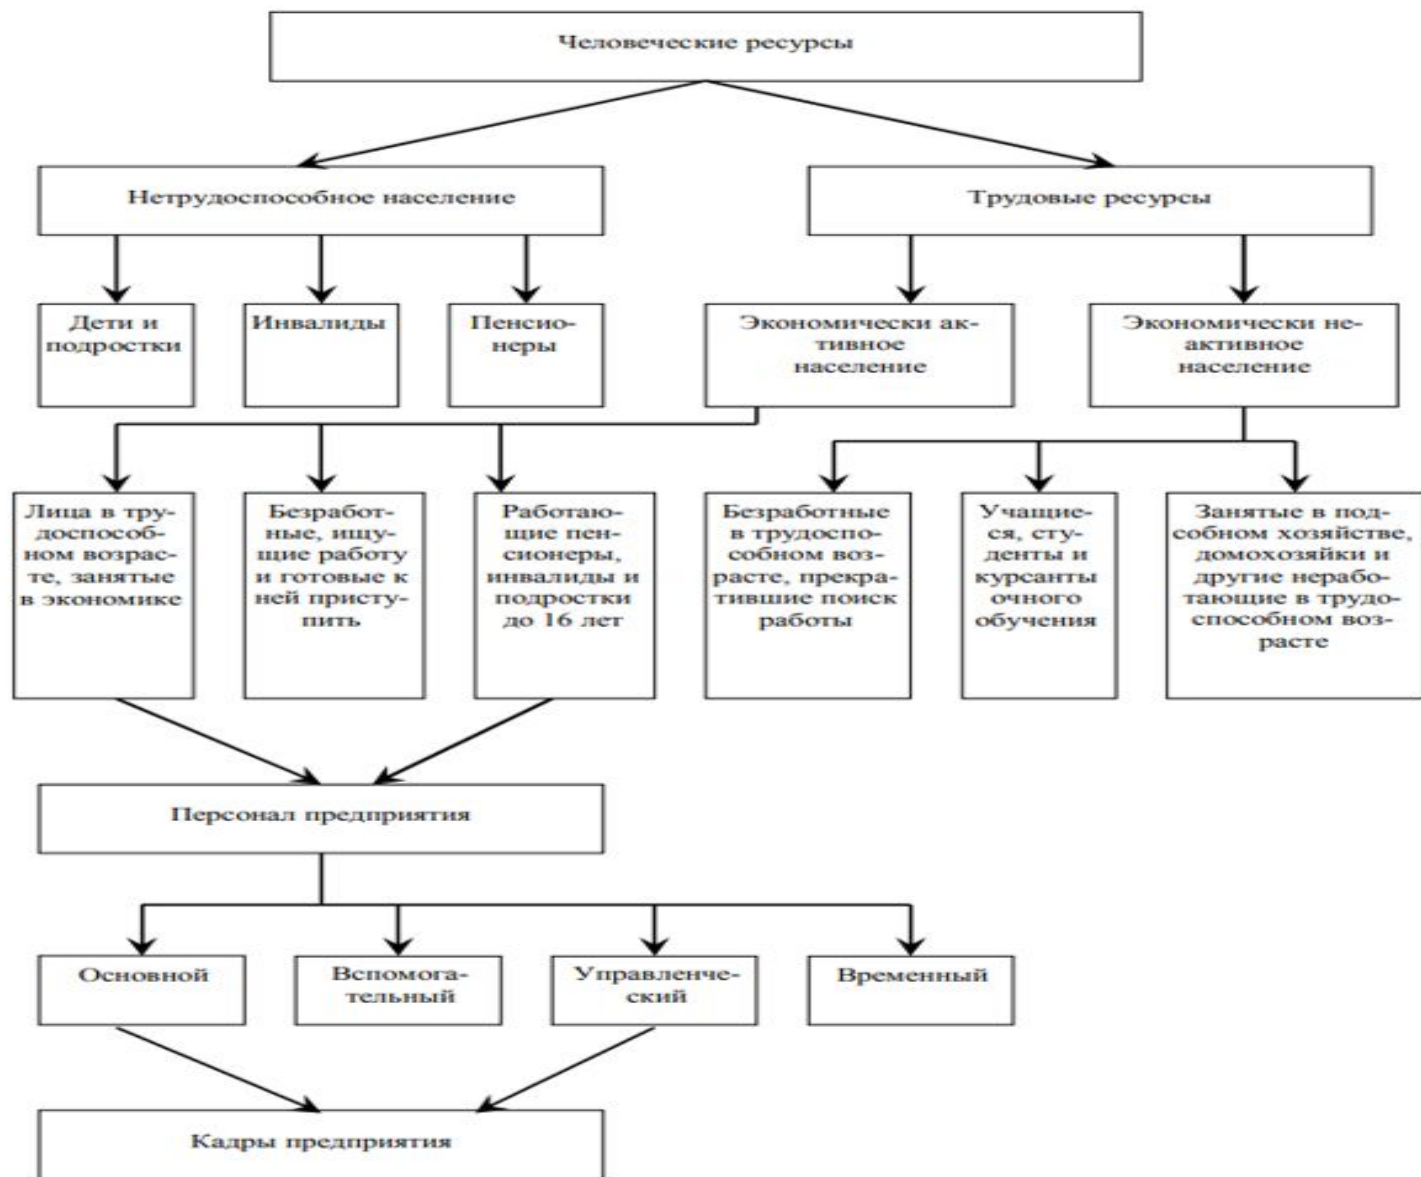 Человеческие ресурсы
Нетрудоспособное население
Трудовые ресурсы
Дети и
подростки
Инвалиды
Пенсио-
неры
Экономически ак-
тивное
население
Экономически не-
активное
население
Лица в тру-
доспособ-
ном возрас-
те, занятые
в экономике
Безработ-
ные, ищу-
щие работу
и готовые к
ней присту-
пить
Работаю-
щие пен-
сионеры,
инвалиды и
подростки
до 16 лет
Безработные
в трудоспо-
собном воз-
расте, прекра-
тившие поиск
работы
Учащие-
ся, сту-
денты и
курсанты
очного
обучения
Занятые в под-
собном хозяйстве,
домохозяйки и
другие нерабо-
тающие в трудо-
способном воз-
расте
Персонал предприятия
Основной
Вспомога-
тельный
Управленче-
ский
Временный
Кадры предприятия